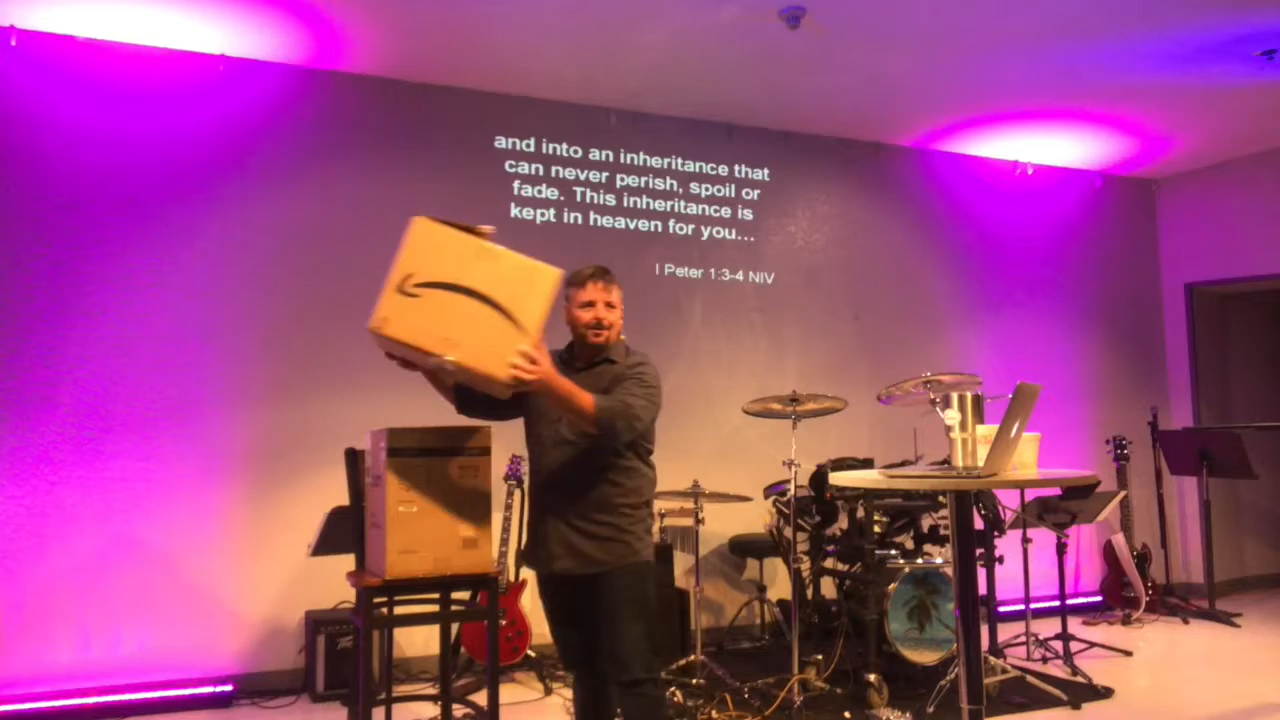 and into an inheritance that
can never perish, spoil or
fade. This inheritance is
kept in heaven for you...
I Peter 1:3-4 NIV